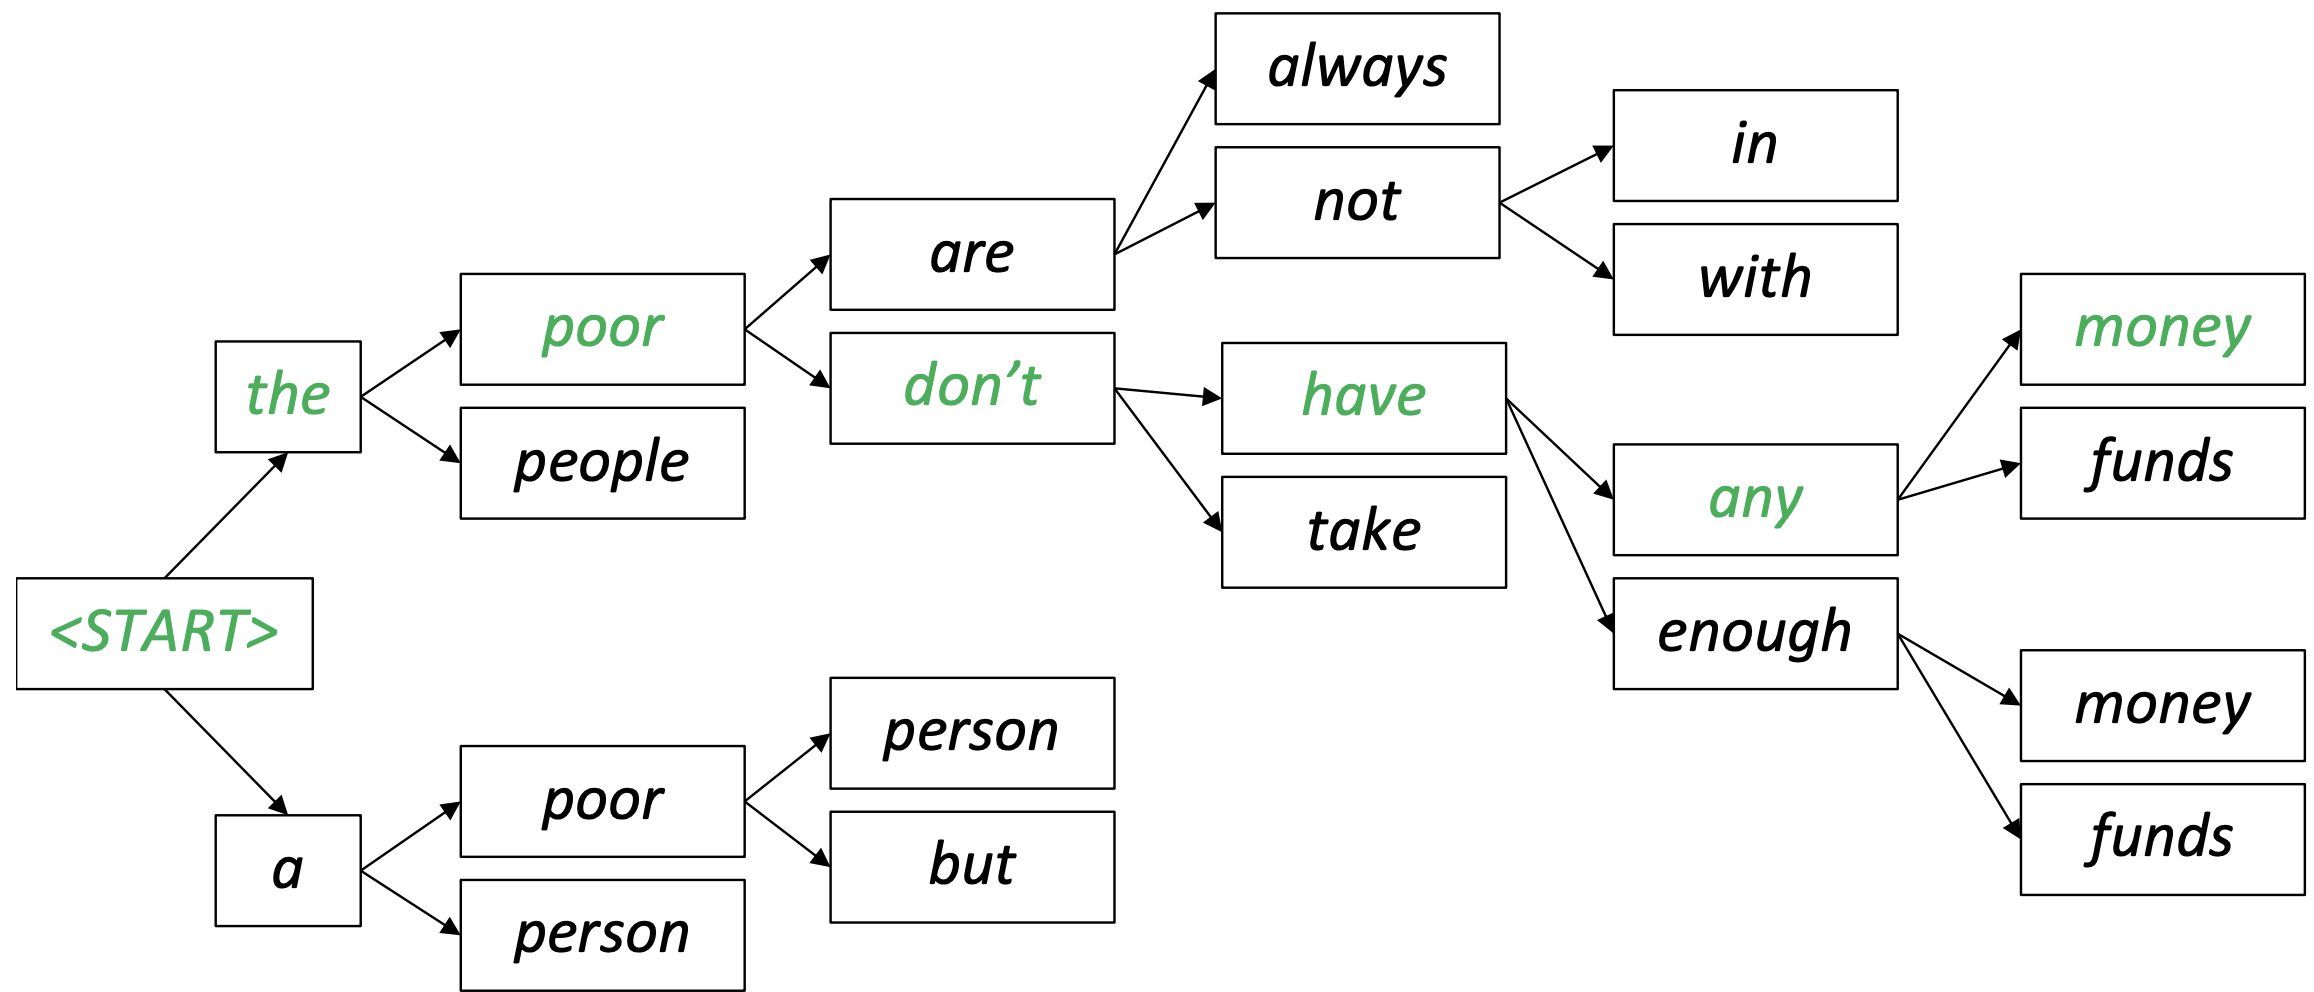 always
in
not
are
with
poor
money
the
don't
have
people
funds
any
take
<START>
enough
person
money
poor
a
but
funds
person